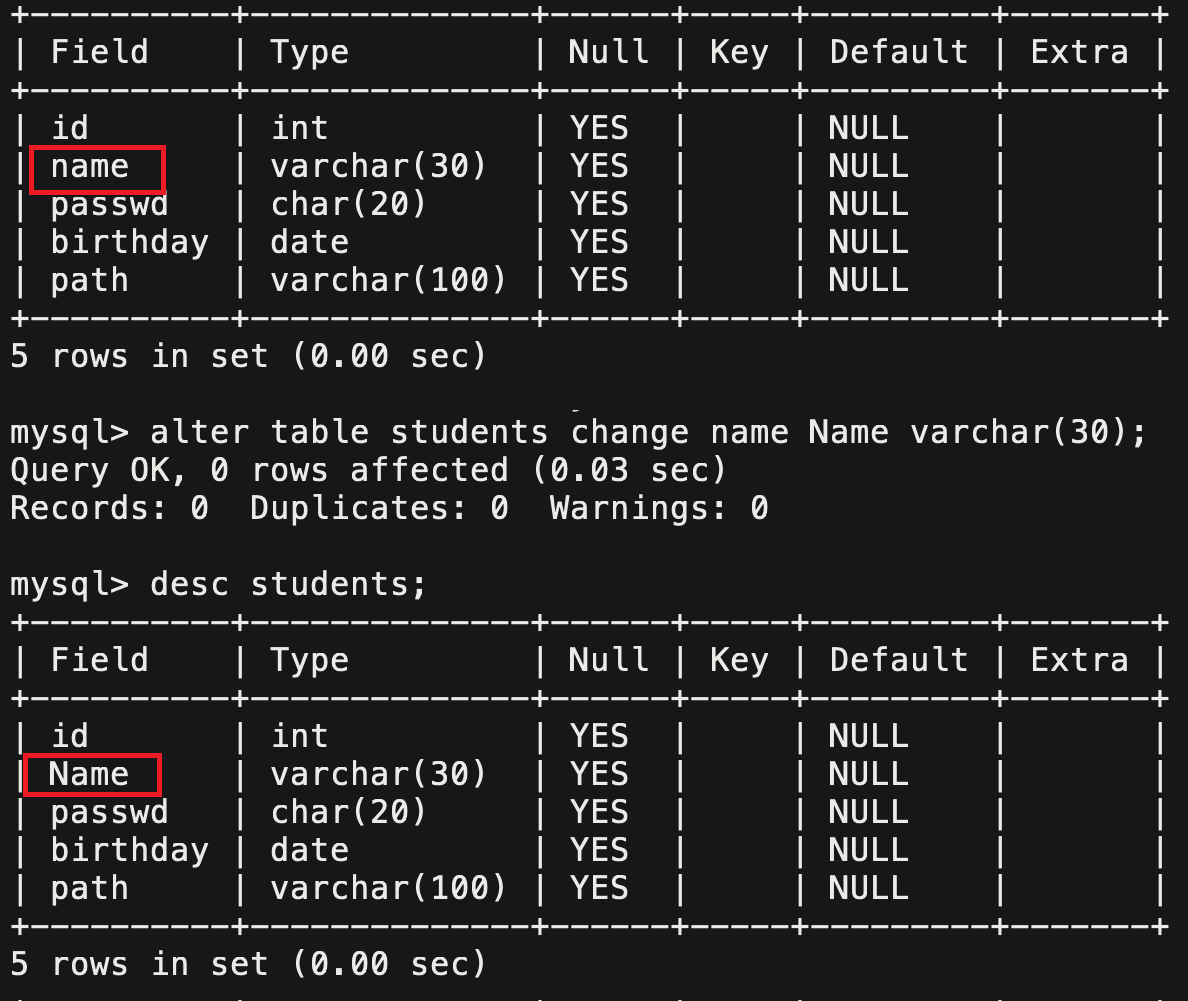 +----------+--------------+------+-----+---------+-------+
| Field    | Type         | Null | Key | Default | Extra |
+----------+--------------+------+-----+---------+-------+
| id       | int          | YES  |     | NULL    |       |
| name     | varchar(30)  | YES  |     | NULL    |       |
| passwd   | char(20)     | YES  |     | NULL    |       |
| birthday | date         | YES  |     | NULL    |       |
| path     | varchar(100) | YES  |     | NULL    |       |
+----------+--------------+------+-----+---------+-------+
5 rows in set (0.00 sec)
mysql> alter table students change name Name varchar(30);
Query OK, 0 rows affected (0.03 sec)
Records: 0  Duplicates: 0  Warnings: 0
mysql> desc students;
+----------+--------------+------+-----+---------+-------+
| Field    | Type         | Null | Key | Default | Extra |
+----------+--------------+------+-----+---------+-------+
| id       | int          | YES  |     | NULL    |       |
| Name     | varchar(30)  | YES  |     | NULL    |       |
| passwd   | char(20)     | YES  |     | NULL    |       |
| birthday | date         | YES  |     | NULL    |       |
| path     | varchar(100) | YES  |     | NULL    |       |
+----------+--------------+------+-----+---------+-------+
5 rows in set (0.00 sec)